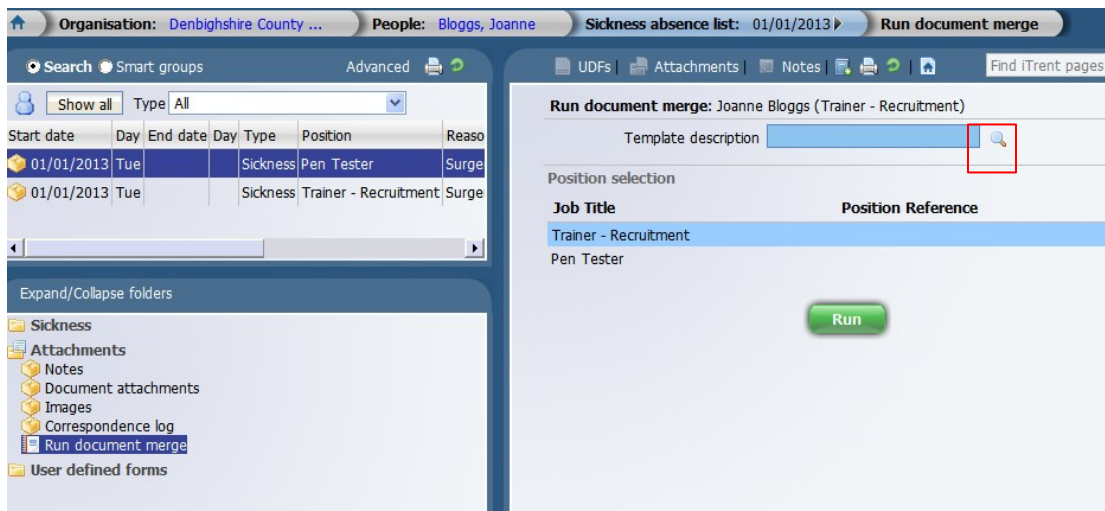 Organisation: Denbighshire County ... People: Bloggs, Joanne Sickness absence list: 01/01/2013 Run document merge
Search Smart groups Advanced
Show all Type All
Start date Day End date Day Type Position Reaso
01/01/2013 Tue Sickness Pen Tester Surge
01/01/2013 Tue Sickness Trainer - Recruitment Surge
Expand/Collapse folders
Sickness
Attachments
Notes
Document attachments
Images
Correspondence log
Run document merge
User defined forms
UDFs | Attachments | Notes | | Find iTrent pages
Run document merge: Joanne Bloggs (Trainer - Recruitment)
Template description
Position selection
Job Title Position Reference
Trainer - Recruitment
Pen Tester
Run